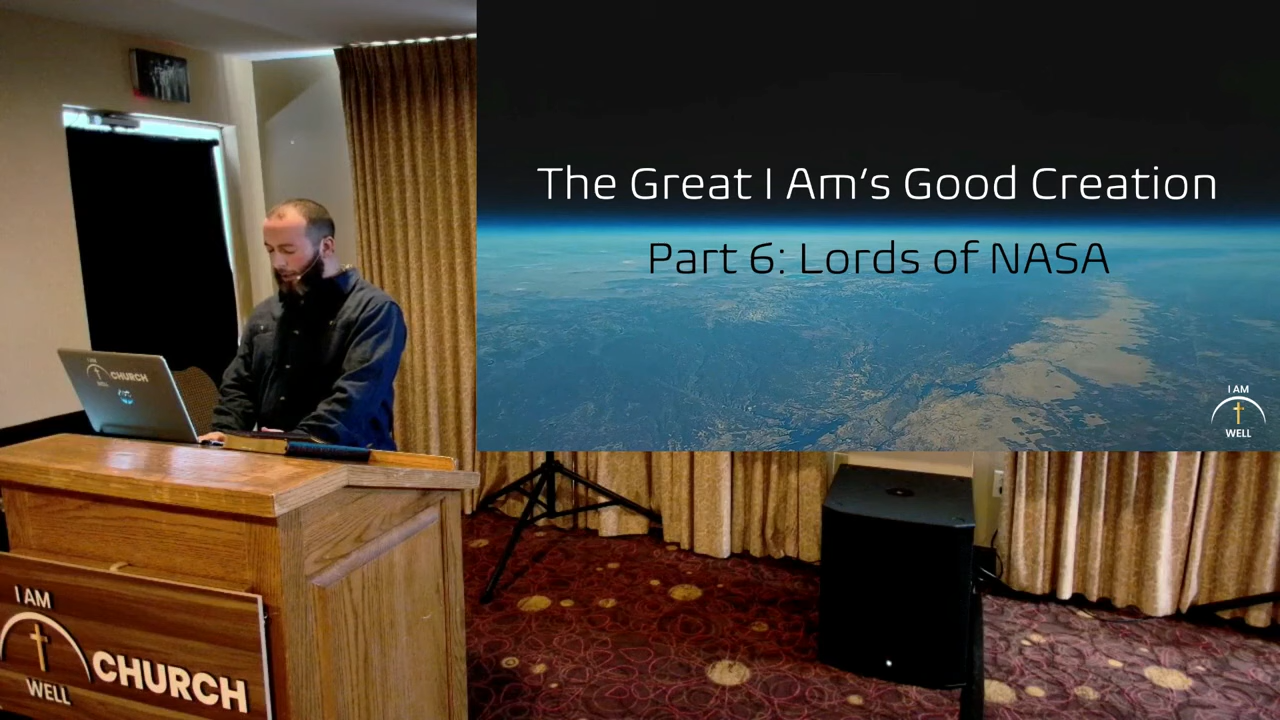 The Great I Am's Good Creation
Part 6: Lords of NASA
I AM
WELL
I AM
CHURCH
WELL
I AM
CHURCH
WELL